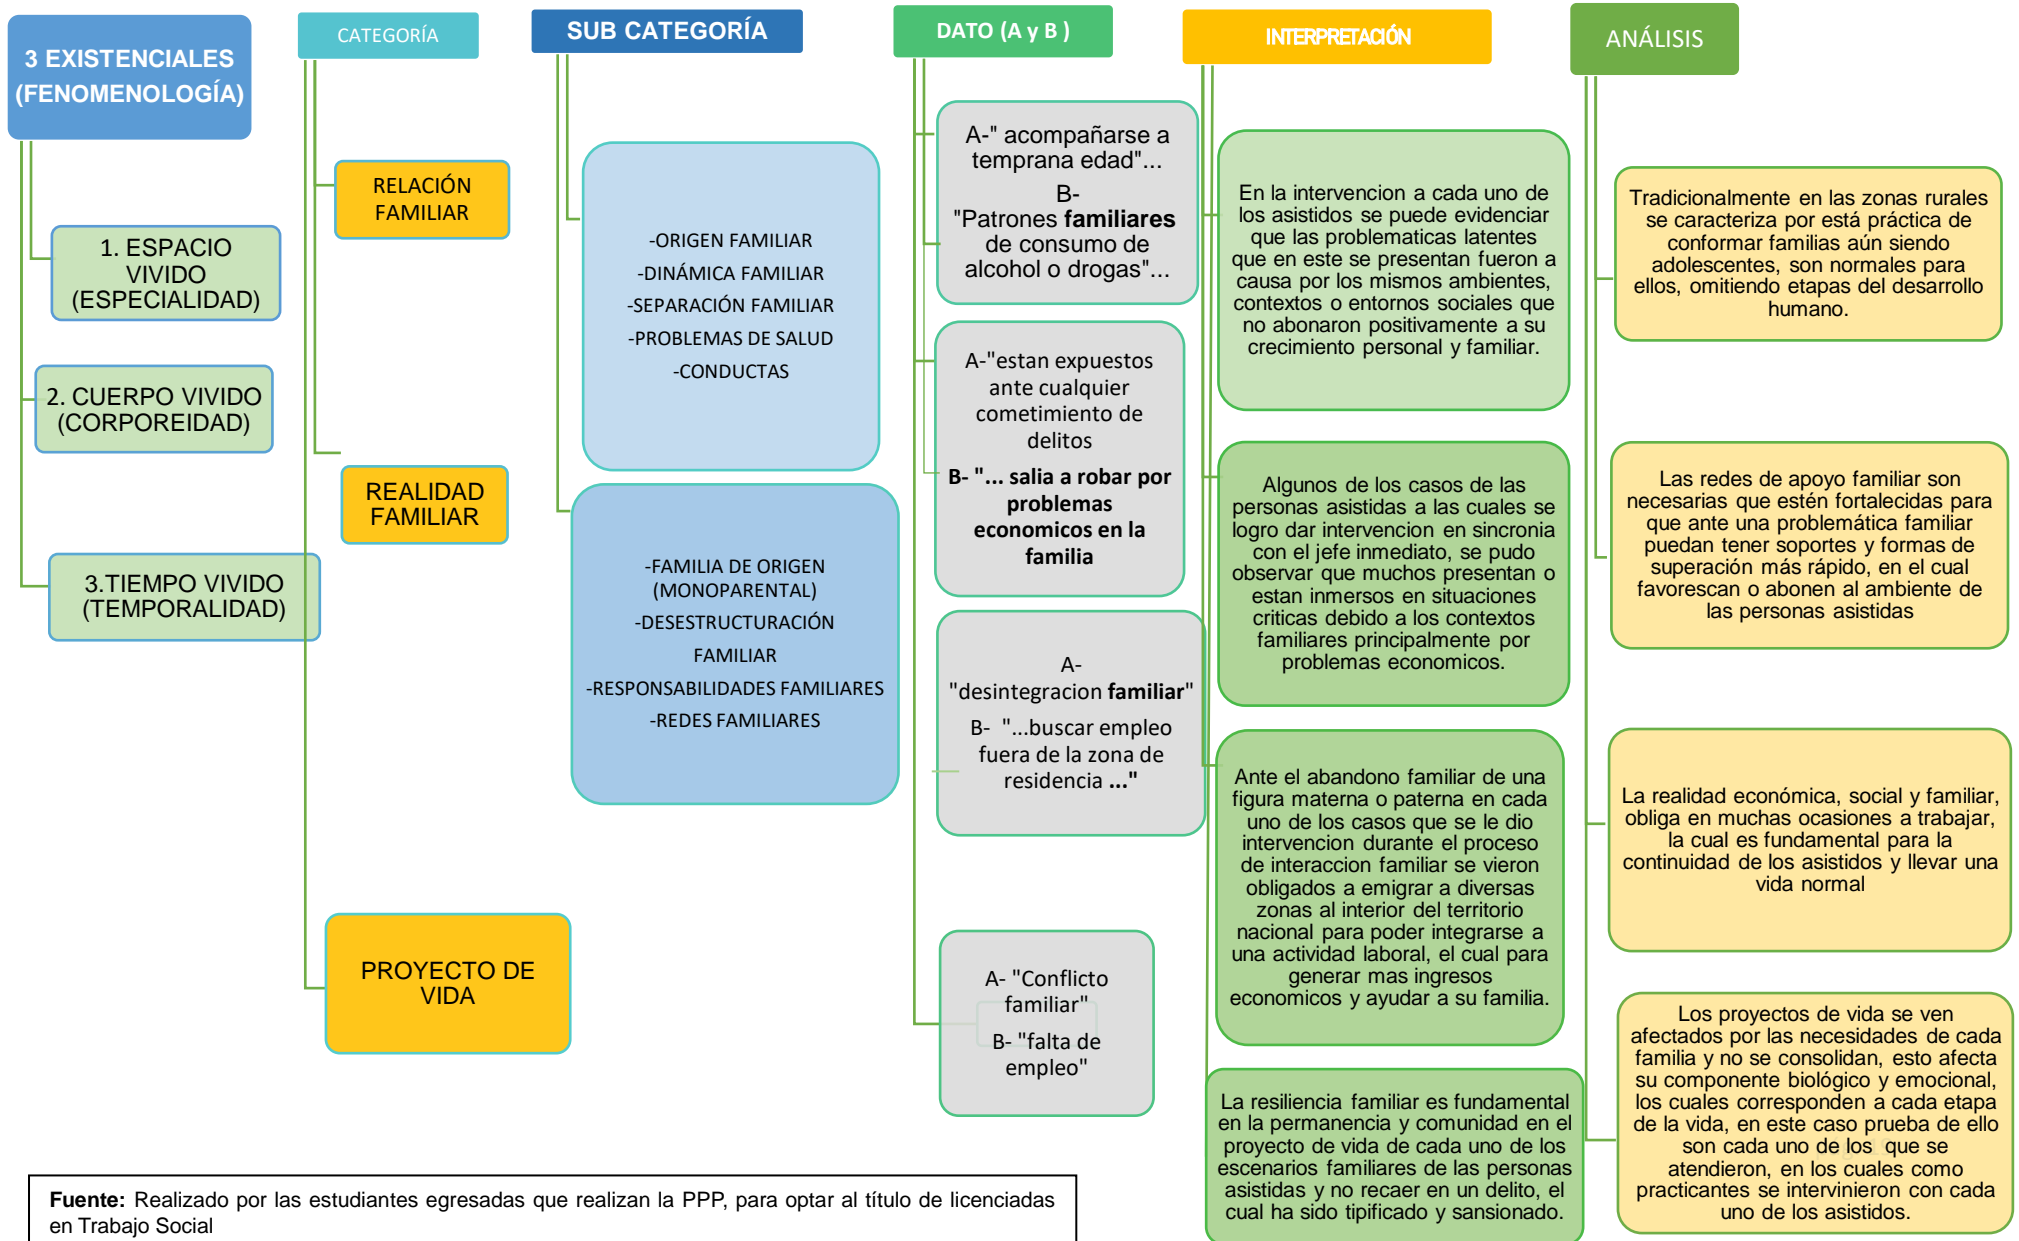 3 EXISTENCIALES
(FENOMENOLOGÍA)
1. ESPACIO
VIVIDO
(ESPECIALIDAD)
2. CUERPO VIVIDO
(CORPOREIDAD)
3.TIEMPO VIVIDO
(TEMPORALIDAD)
CATEGORÍA
RELACIÓN
FAMILIAR
REALIDAD
FAMILIAR
PROYECTO DE
VIDA
SUB CATEGORÍA
-ORIGEN FAMILIAR
-DINÁMICA FAMILIAR
-SEPARACIÓN FAMILIAR
-PROBLEMAS DE SALUD
-CONDUCTAS
-FAMILIA DE ORIGEN
(MONOPARENTAL)
-DESESTRUCTURACIÓN
FAMILIAR
-RESPONSABILIDADES FAMILIARES
-REDES FAMILIARES
DATO (A y B )
A-" acompañarse a
temprana edad"...
B-
"Patrones familiares
de consumo de
alcohol o drogas"...
A-"estan expuestos
ante cualquier
cometimiento de
delitos
B- "... salia a robar por
problemas
economicos en la
familia
A-
"desintegracion familiar"
B- "...buscar empleo
fuera de la zona de
residencia ..."
A- "Conflicto
familiar"
B- "falta de
empleo"
INTERPRETACIÓN
En la intervencion a cada uno de
los asistidos se puede evidenciar
que las problematicas latentes
que en este se presentan fueron a
causa por los mismos ambientes,
contextos o entornos sociales que
no abonaron positivamente a su
crecimiento personal y familiar.
Algunos de los casos de las
personas asistidas a las cuales se
logro dar intervencion en sincronia
con el jefe inmediato, se pudo
observar que muchos presentan o
estan inmersos en situaciones
criticas debido a los contextos
familiares principalmente por
problemas economicos.
Ante el abandono familiar de una
figura materna o paterna en cada
uno de los casos que se le dio
intervencion durante el proceso
de interaccion familiar se vieron
obligados a emigrar a diversas
zonas al interior del territorio
nacional para poder integrarse a
una actividad laboral, el cual para
generar mas ingresos
economicos y ayudar a su familia.
La resiliencia familiar es fundamental
en la permanencia y comunidad en el
proyecto de vida de cada uno de los
escenarios familiares de las personas
asistidas y no recaer en un delito, el
cual ha sido tipificado y sansionado.
ANÁLISIS
Tradicionalmente en las zonas rurales
se caracteriza por está práctica de
conformar familias aún siendo
adolescentes, son normales para
ellos, omitiendo etapas del desarrollo
humano.
Las redes de apoyo familiar son
necesarias que estén fortalecidas para
que ante una problemática familiar
puedan tener soportes y formas de
superación más rápido, en el cual
favorescan o abonen al ambiente de
las personas asistidas
La realidad económica, social y familiar,
obliga en muchas ocasiones a trabajar,
la cual es fundamental para la
continuidad de los asistidos y llevar una
vida normal
Los proyectos de vida se ven
afectados por las necesidades de cada
familia y no se consolidan, esto afecta
su componente biológico y emocional,
los cuales corresponden a cada etapa
de la vida, en este caso prueba de ello
son cada uno de los que se
atendieron, en los cuales como
practicantes se intervinieron con cada
uno de los asistidos.
Fuente: Realizado por las estudiantes egresadas que realizan la PPP, para optar al título de licenciadas
en Trabajo Social